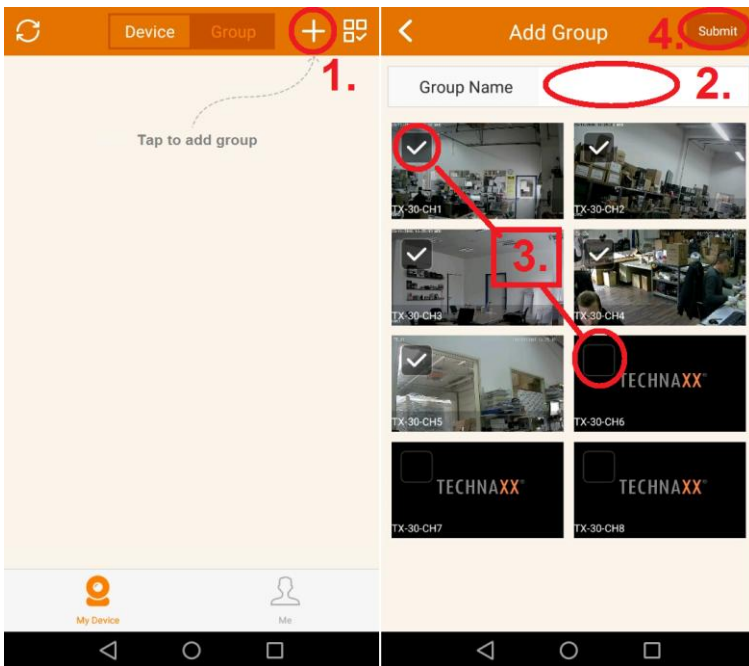 Device
Group
1.
Tap to add group
My Device
Me
Add Group
4.
Submit
Group Name
2.
TX-30-CH1
TX-30-CH2
3.
TX-30-CH3
TX-30-CH4
TX-30-CH5
TECHNAXX
TX-30-CH6
TECHNAXX
TX-30-CH7
TECHNAXX
TX-30-CH8